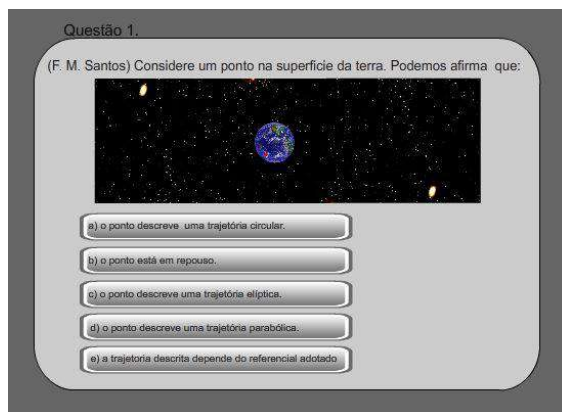 Questão 1.
(F. M. Santos) Considere um ponto na superficie da terra. Podemos afirma que:
a) o ponto descreve uma trajetória circular.
b) o ponto está em repouso.
c) o ponto descreve uma trajetória elíptica.
d) o ponto descreve uma trajetória parabólica.
e) a trajetoria descrita depende do referencial adotado